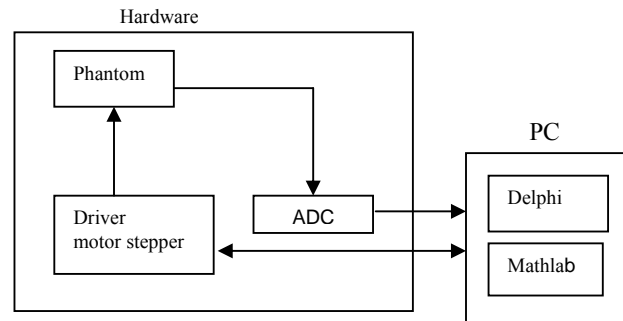 Hardware
Phantom
PC
Delphi
Driver
motor stepper
ADC
Mathlab